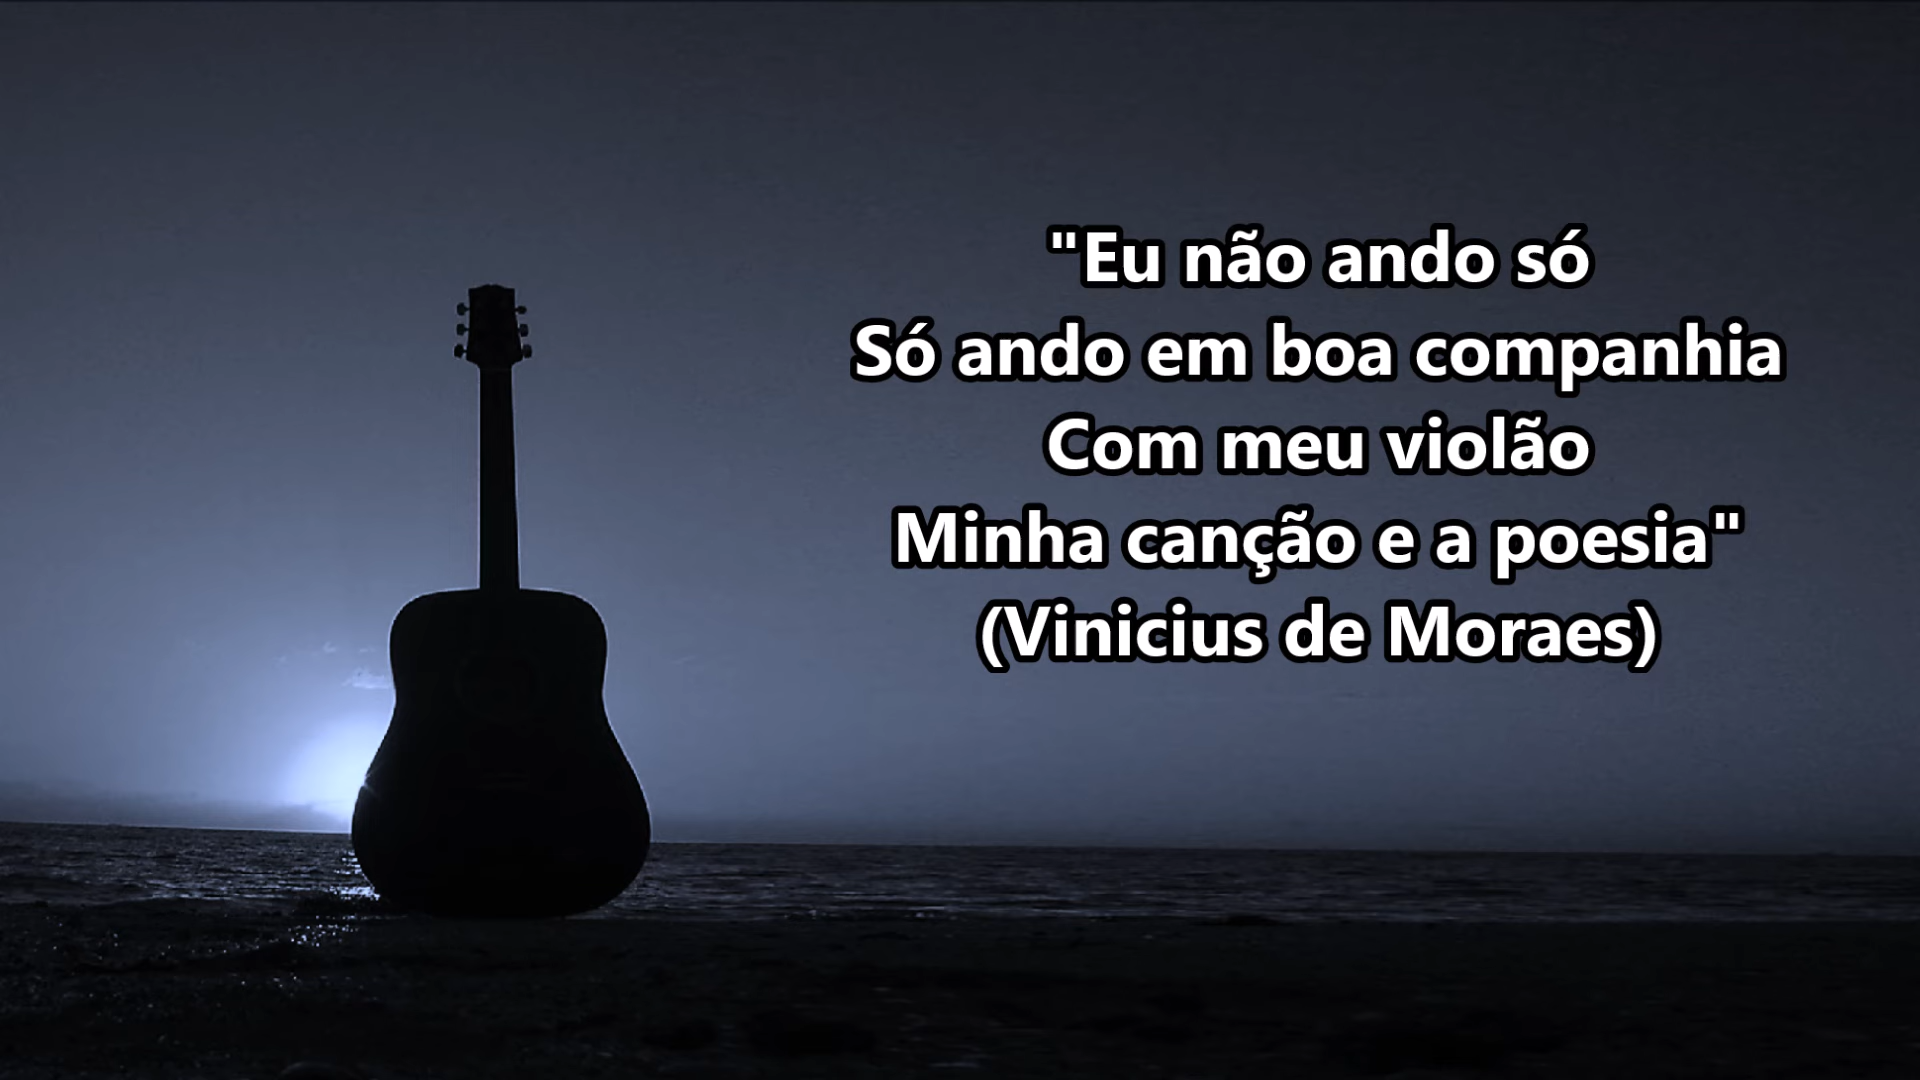 "Eu não ando só
Só ando em boa companhia
Com meu violão
Minha canção e a poesia"
(Vinicius de Moraes)